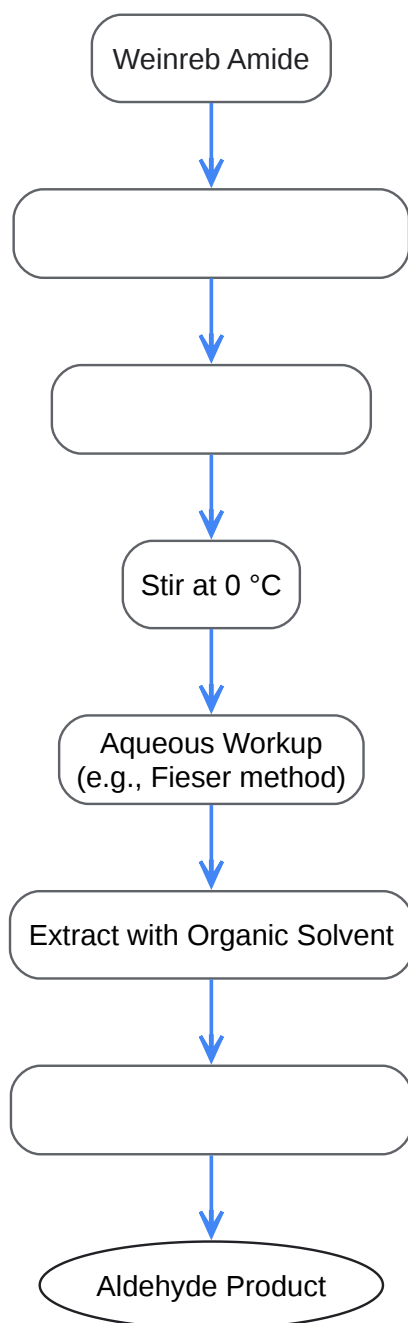 Weinreb Amide
Stir at 0 °C
Aqueous Workup
(e.g., Fieser method)
Extract with Organic Solvent
Aldehyde Product